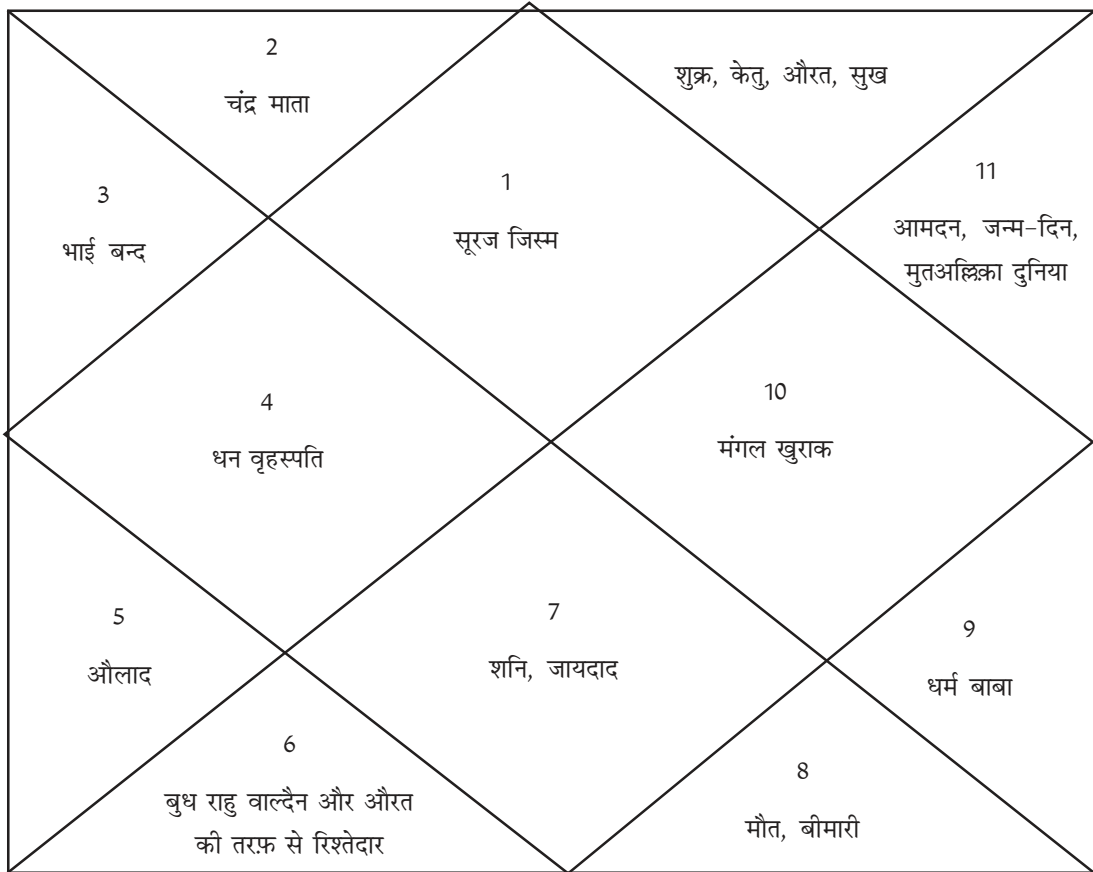 2
चंद्र माता
शुक्र, केतु, औरत, सुख
3
भाई बन्द
1
सूरज जिस्म
11
आमदन, जन्म-दिन,
मुतअल्लिक़ा दुनिया
4
धन वृहस्पति
10
मंगल खुराक
5
औलाद
7
शनि, जायदाद
9
धर्म बाबा
6
बुध राहु वाल्दैन और औरत
की तरफ़ से रिश्तेदार
8
मौत, बीमारी